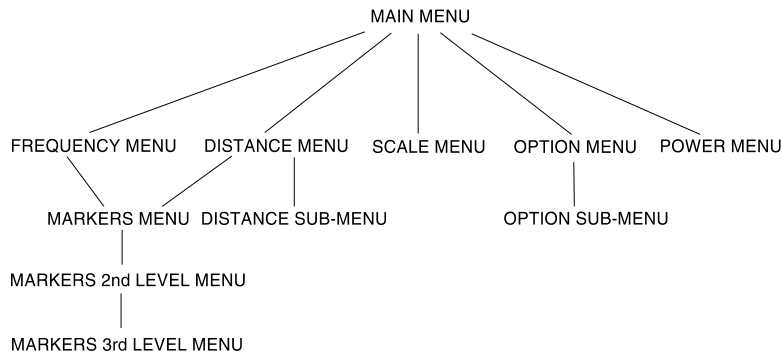 MAIN MENU
FREQUENCY MENU DISTANCE MENU SCALE MENU OPTION MENU POWER MENU
MARKERS MENU DISTANCE SUB-MENU OPTION SUB-MENU
MARKERS 2nd LEVEL MENU
MARKERS 3rd LEVEL MENU